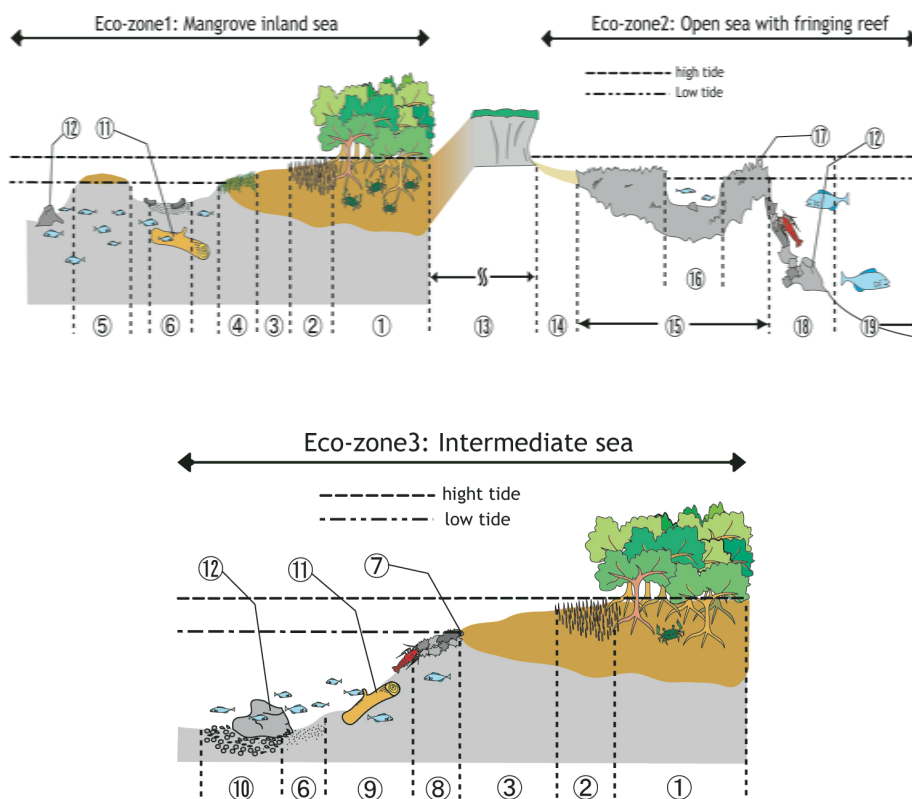 Eco-zone1: Mangrove inland sea
Eco-zone2: Open sea with fringing reef
high tide
Low tide
⑫ ⑪ ⑰ ⑫
⑯
⑤ ⑥ ④ ③ ② ① ⑬ ⑭ ⑮ ⑱ ⑲
Eco-zone3: Intermediate sea
hight tide
low tide
⑫ ⑪ ⑦
⑩ ⑥ ⑨ ⑧ ③ ② ①